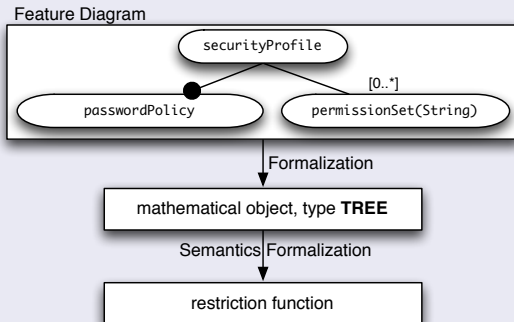 Feature Diagram
securityProfile
[0..*]
passwordPolicy
permissionSet(String)
Formalization
mathematical object, type TREE
Semantics Formalization
restriction function